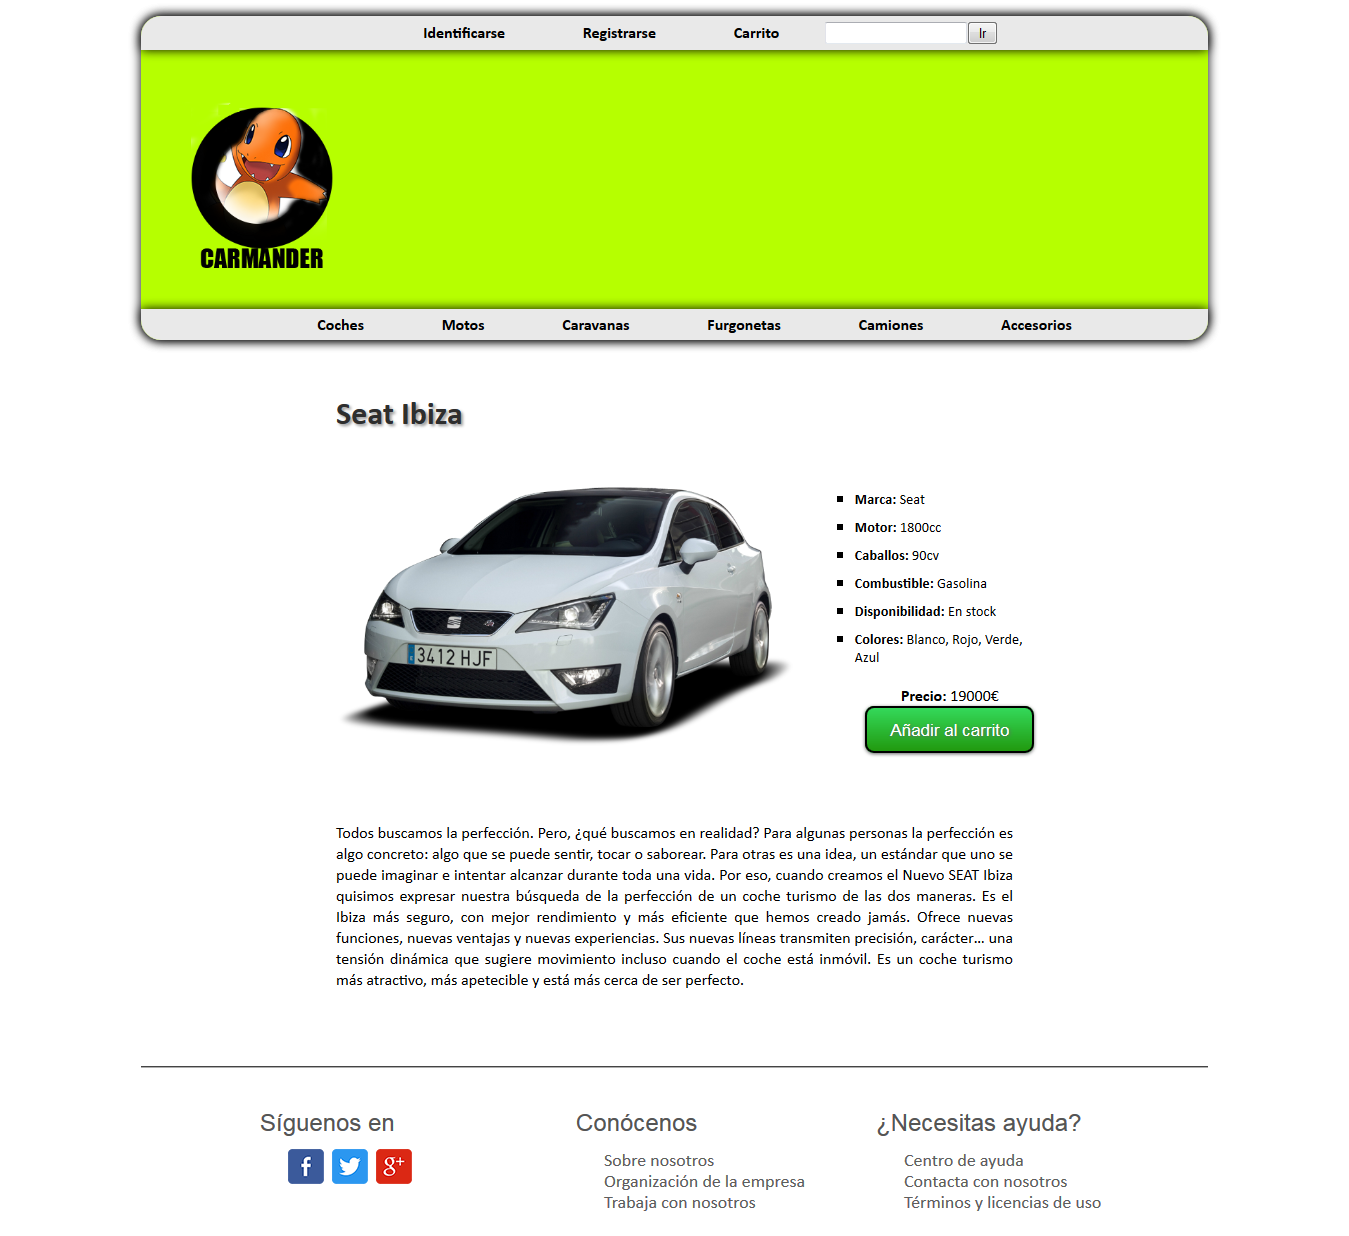 Identificarse Registrarse Carrito Ir
CARMANDER
Coches Motos Caravanas Furgonetas Camiones Accesorios
Seat Ibiza
3412 HJF
Marca: Seat
Motor: 1800cc
Caballos: 90cv
Combustible: Gasolina
Disponibilidad: En stock
Colores: Blanco, Rojo, Verde,
Azul
Precio: 19000€
Añadir al carrito
Todos buscamos la perfección. Pero, ¿qué buscamos en realidad? Para algunas personas la perfección es
algo concreto: algo que se puede sentir, tocar o saborear. Para otras es una idea, un estándar que uno se
puede imaginar e intentar alcanzar durante toda una vida. Por eso, cuando creamos el Nuevo SEAT Ibiza
quisimos expresar nuestra búsqueda de la perfección de un coche turismo de las dos maneras. Es el
Ibiza más seguro, con mejor rendimiento y más eficiente que hemos creado jamás. Ofrece nuevas
funciones, nuevas ventajas y nuevas experiencias. Sus nuevas líneas transmiten precisión, carácter... una
tensión dinámica que sugiere movimiento incluso cuando el coche está inmóvil. Es un coche turismo
más atractivo, más apetecible y está más cerca de ser perfecto.
Síguenos en
f g+
Conócenos
Sobre nosotros
Organización de la empresa
Trabaja con nosotros
¿Necesitas ayuda?
Centro de ayuda
Contacta con nosotros
Términos y licencias de uso